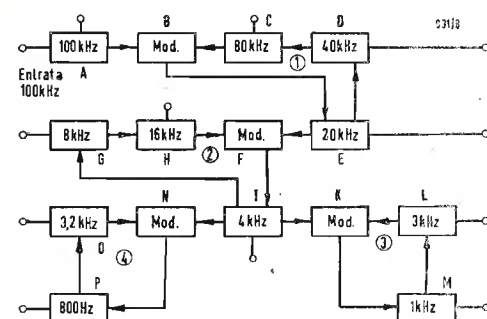 B C D 931/8
100kHz Mod. 80kHz 40kHz
Entrata A ①
100kHz
8kHz 16kHz Mod. 20kHz
G H ② F E
N I K L
3,2kHz Mod. 4kHz Mod. 3kHz
O ④ ③
P M
800Hz 1kHz